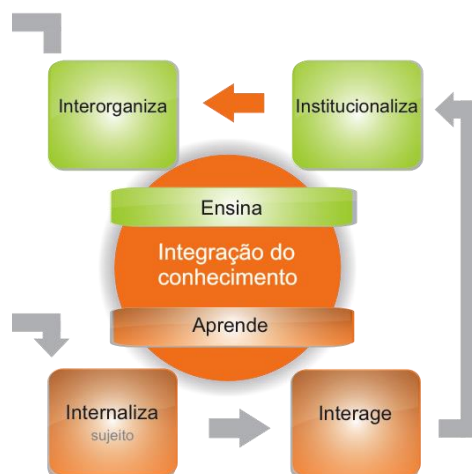 Interorganiza
Institucionaliza
Ensina
Integração do
conhecimento
Aprende
Internaliza
sujeito
Interage